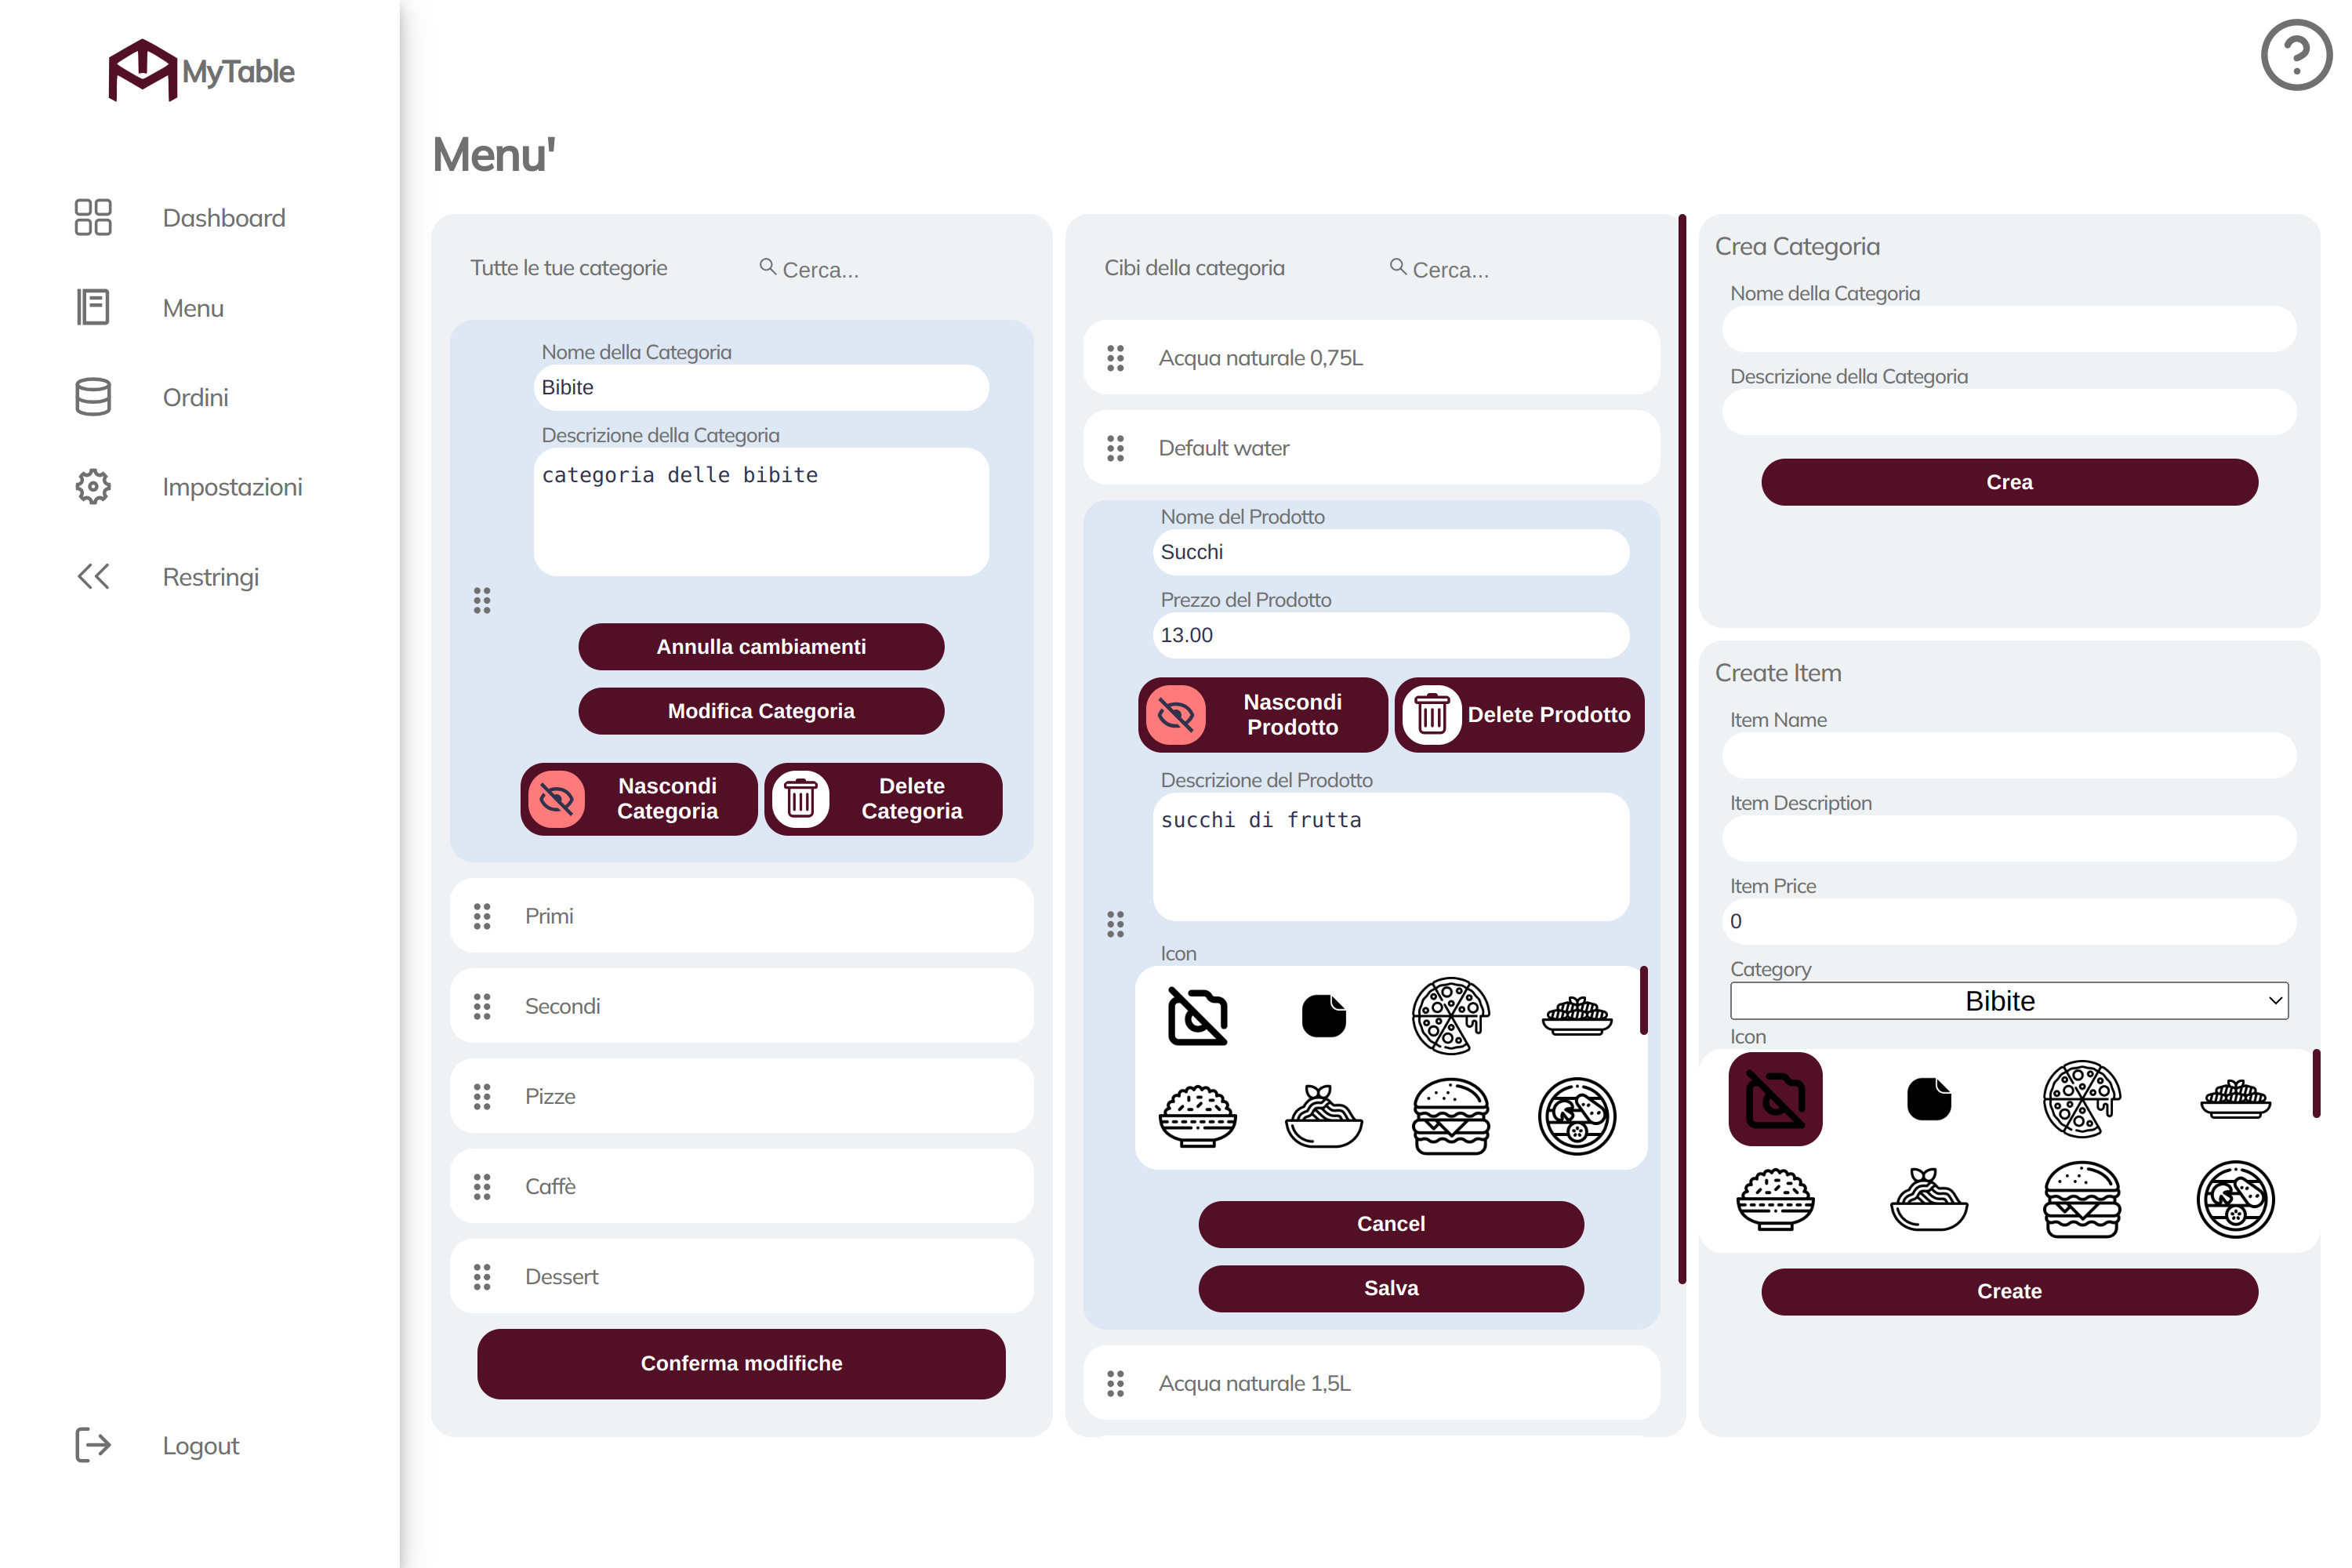 MyTable
Dashboard
Menu
Ordini
Impostazioni
Restringi
Logout
Menu'
Tutte le tue categorie
Cerca...
Nome della Categoria
Bibite
Descrizione della Categoria
categoria delle bibite
Annulla cambiamenti
Modifica Categoria
Nascondi
Categoria
Delete
Categoria
Primi
Secondi
Pizze
Caffè
Dessert
Conferma modifiche
Cibi della categoria
Cerca...
Acqua naturale 0,75L
Default water
Nome del Prodotto
Succhi
Prezzo del Prodotto
13.00
Nascondi
Prodotto
Delete Prodotto
Descrizione del Prodotto
succhi di frutta
Icon
Cancel
Salva
Acqua naturale 1,5L
Crea Categoria
Nome della Categoria
Descrizione della Categoria
Crea
Create Item
Item Name
Item Description
Item Price
0
Category
Bibite
Icon
Create